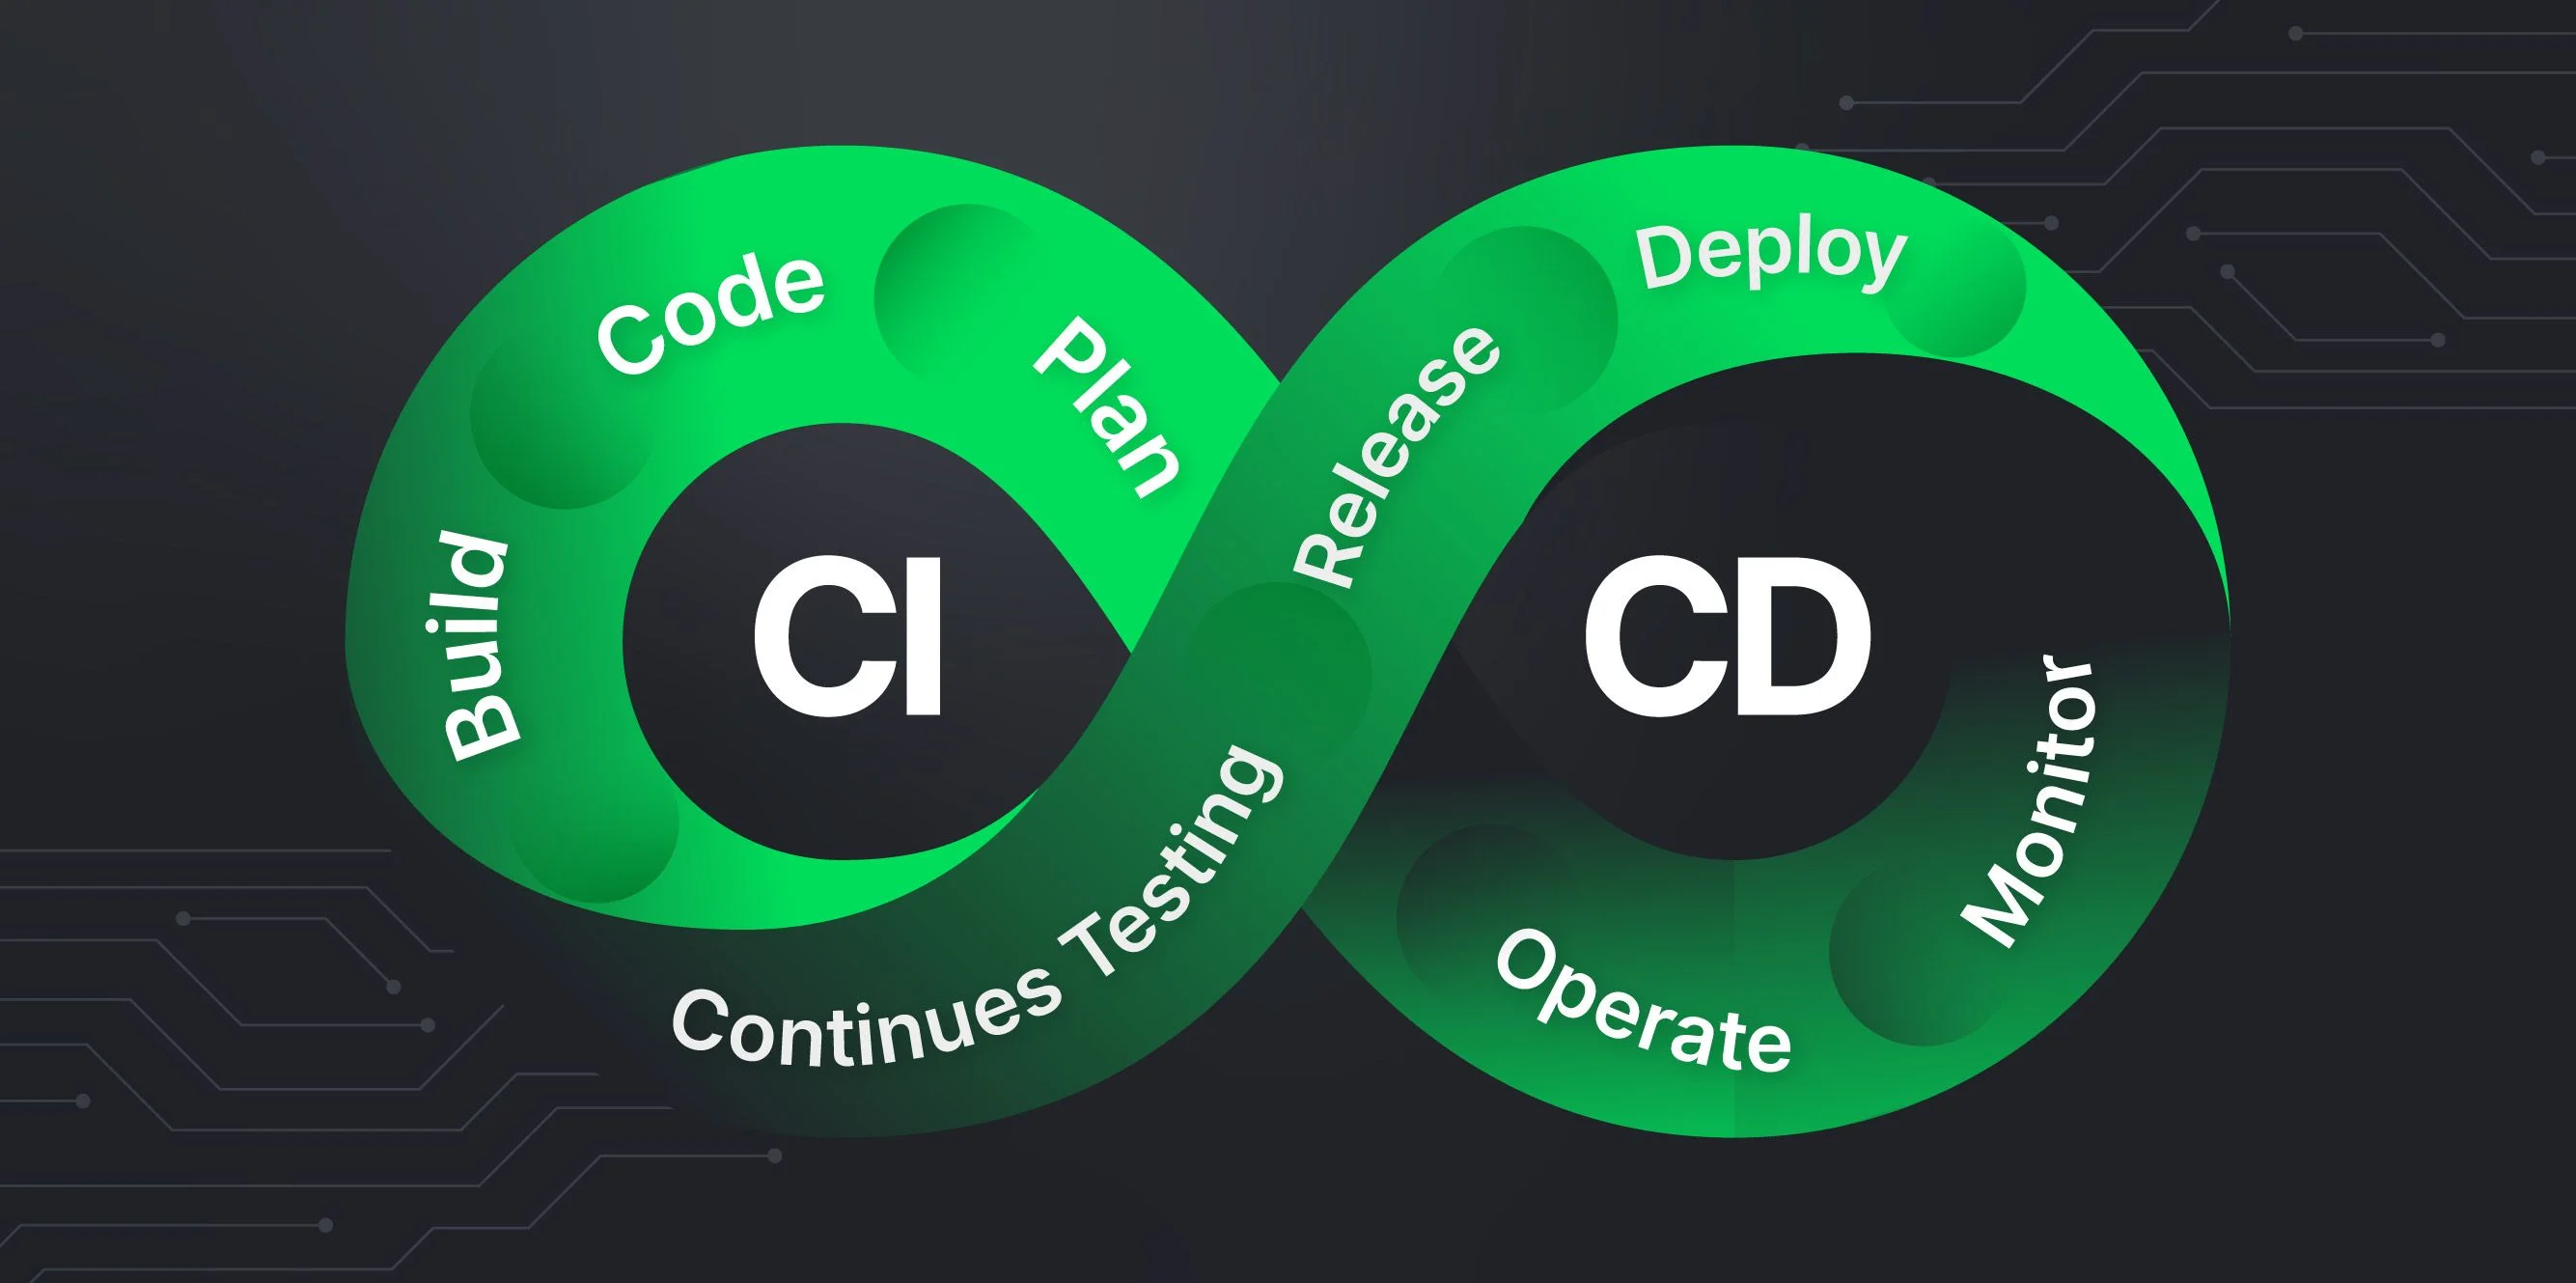 Plan
Code
Build
Continues Testing
Release
Deploy
Operate
Monitor
CI
CD